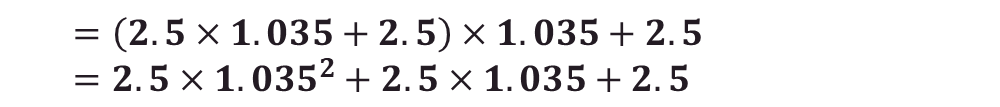 = (2.5 × 1.035 + 2.5) × 1.035 + 2.5
= 2.5 × 1.035² + 2.5 × 1.035 + 2.5